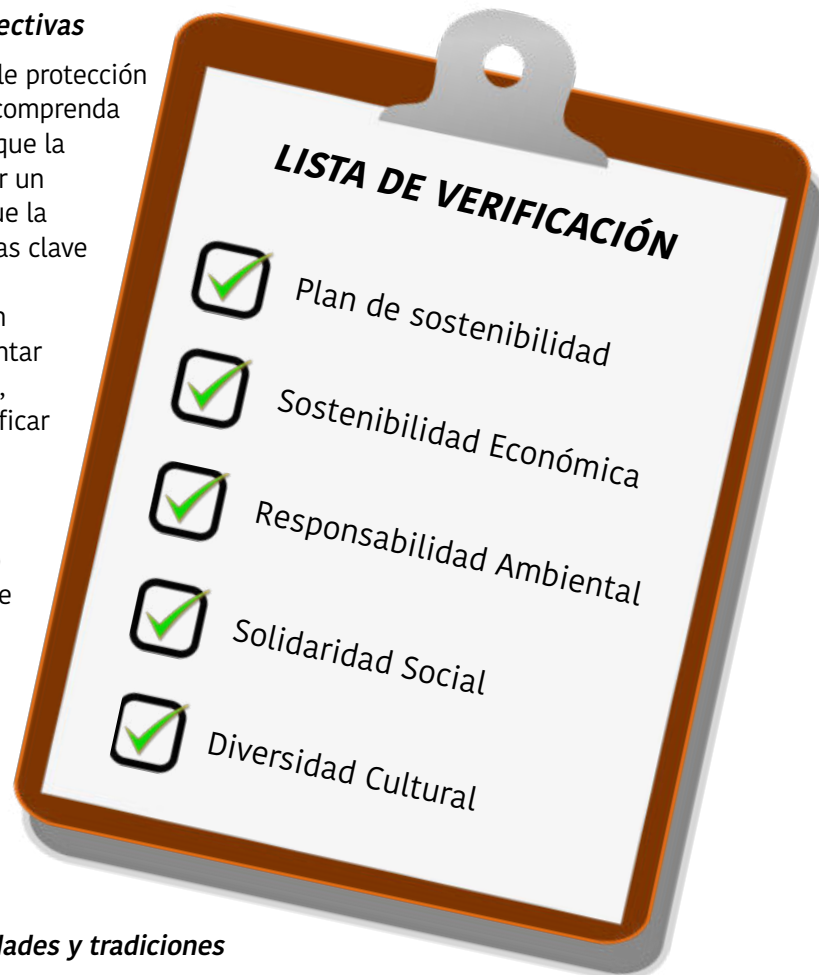 ectivas
le protección
comprenda
que la
r un
ue la
as clave
n
ntar
,
ficar
e
LISTA DE VERIFICACIÓN
Plan de sostenibilidad
Sostenibilidad Económica
Responsabilidad Ambiental
Solidaridad Social
Diversidad Cultural
dades y tradiciones